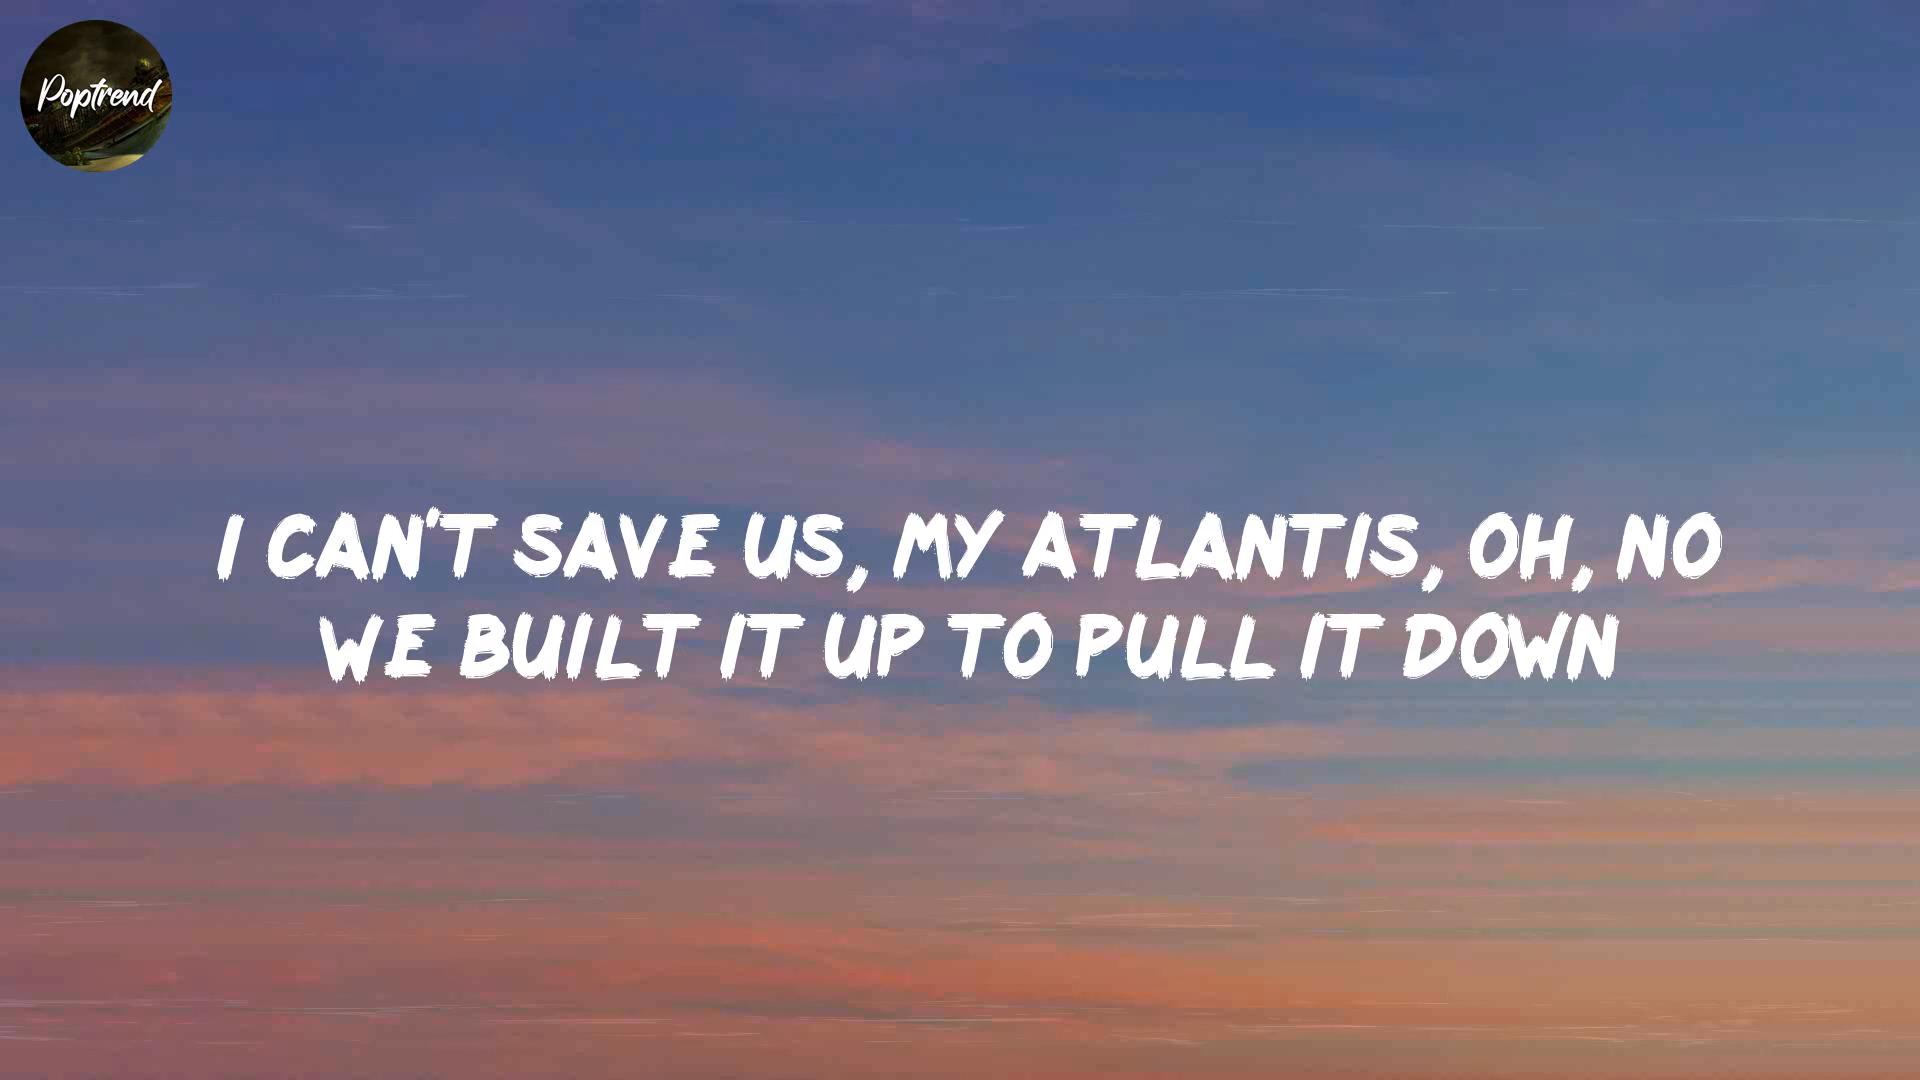 Poptrend
I CAN'T SAVE US, MY ATLANTIS, OH, NO
WE BUILT IT UP TO PULL IT DOWN